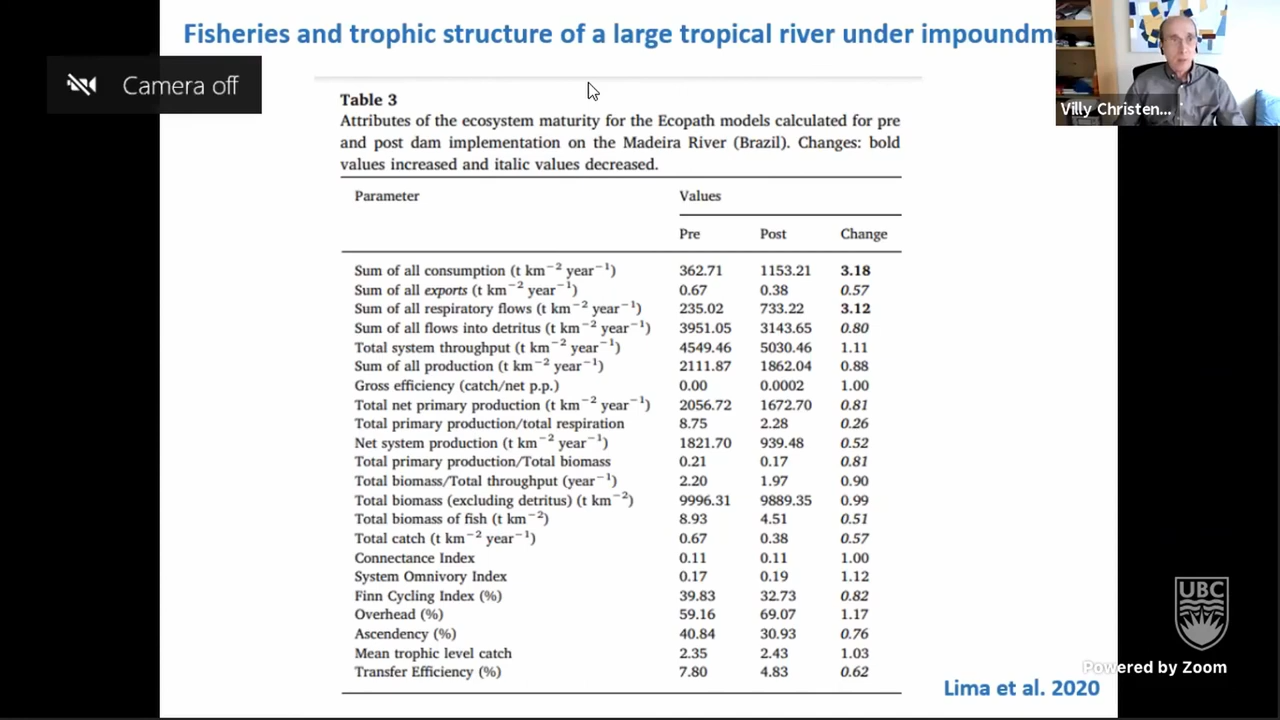 Fisheries and trophic structure of a large tropical river under impoundm
Camera off
Villy Christen...
Table 3
Attributes of the ecosystem maturity for the Ecopath models calculated for pre
and post dam implementation on the Madeira River (Brazil). Changes: bold
values increased and italic values decreased.
Parameter Values
Pre Post Change
Sum of all consumption (t km⁻² year⁻¹) 362.71 1153.21 3.18
Sum of all exports (t km⁻² year⁻¹) 0.67 0.38 0.57
Sum of all respiratory flows (t km⁻² year⁻¹) 235.02 733.22 3.12
Sum of all flows into detritus (t km⁻² year⁻¹) 3951.05 3143.65 0.80
Total system throughput (t km⁻² year⁻¹) 4549.46 5030.46 1.11
Sum of all production (t km⁻² year⁻¹) 2111.87 1862.04 0.88
Gross efficiency (catch/net p.p.) 0.00 0.0002 1.00
Total net primary production (t km⁻² year⁻¹) 2056.72 1672.70 0.81
Total primary production/total respiration 8.75 2.28 0.26
Net system production (t km⁻² year⁻¹) 1821.70 939.48 0.52
Total primary production/Total biomass 0.21 0.17 0.81
Total biomass/Total throughput (year⁻¹) 2.20 1.97 0.90
Total biomass (excluding detritus) (t km⁻²) 9996.31 9889.35 0.99
Total biomass of fish (t km⁻²) 8.93 4.51 0.51
Total catch (t km⁻² year⁻¹) 0.67 0.38 0.57
Connectance Index 0.11 0.11 1.00
System Omnivory Index 0.17 0.19 1.12
Finn Cycling Index (%) 39.83 32.73 0.82
Overhead (%) 59.16 69.07 1.17
Ascendency (%) 40.84 30.93 0.76
Mean trophic level catch 2.35 2.43 1.03
Transfer Efficiency (%) 7.80 4.83 0.62
UBC
Powered by Zoom
Lima et al. 2020